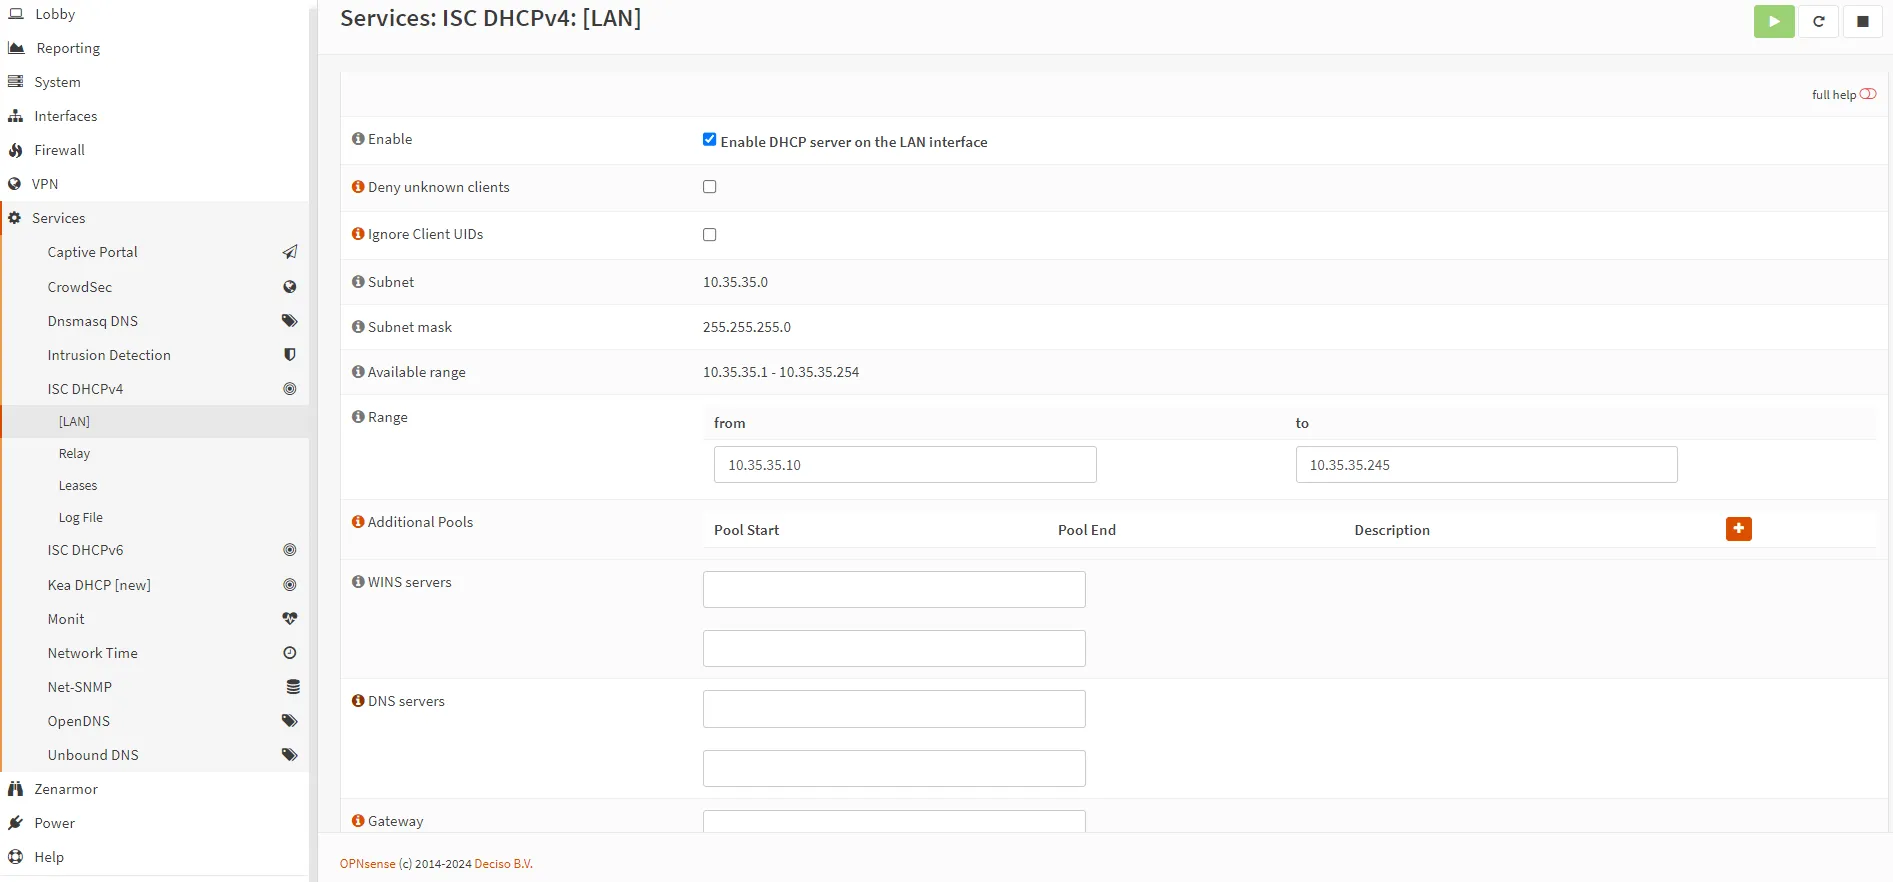 Lobby
Reporting
System
Interfaces
Firewall
VPN
Services
Captive Portal
CrowdSec
Dnsmasq DNS
Intrusion Detection
ISC DHCPv4
[LAN]
Relay
Leases
Log File
ISC DHCPv6
Kea DHCP [new]
Monit
Network Time
Net-SNMP
OpenDNS
Unbound DNS
Zenarmor
Power
Help
Services: ISC DHCPv4: [LAN]
full help
Enable
Enable DHCP server on the LAN interface
Deny unknown clients
Ignore Client UIDs
Subnet
10.35.35.0
Subnet mask
255.255.255.0
Available range
10.35.35.1 - 10.35.35.254
Range
from to
10.35.35.10 10.35.35.245
Additional Pools
Pool Start Pool End Description
WINS servers
DNS servers
Gateway
OPNsense (c) 2014-2024 Deciso B.V.